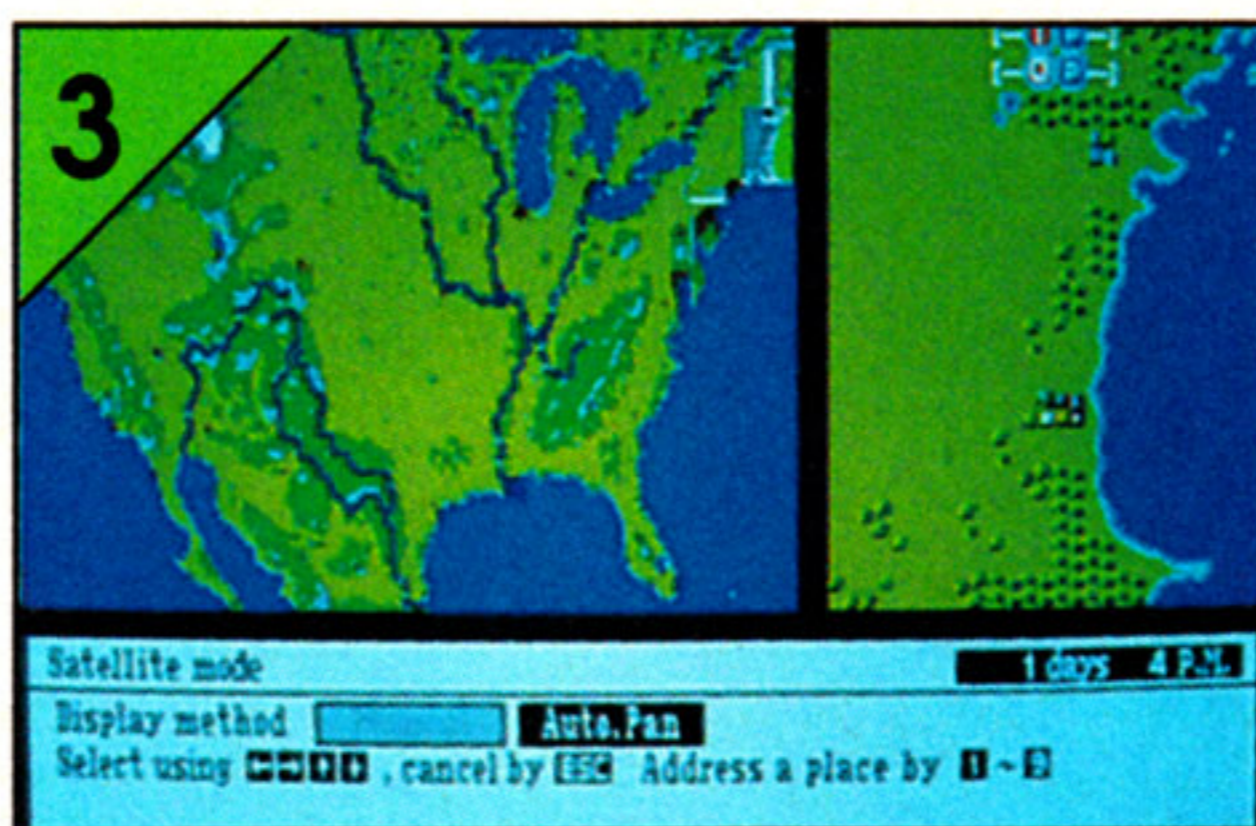 3
Satellite mode
1 days 4 P.M.
Display method Auto.Pan
Select using ←→↑↓ , cancel by ESC Address a place by 1 ~